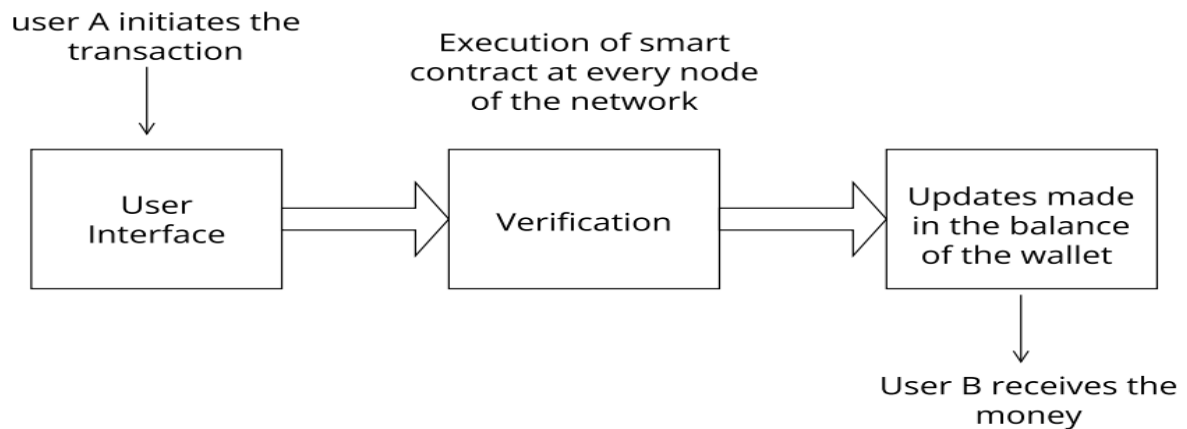 user A initiates the
transaction
Execution of smart
contract at every node
of the network
User
Interface
Verification
Updates made
in the balance
of the wallet
User B receives the
money